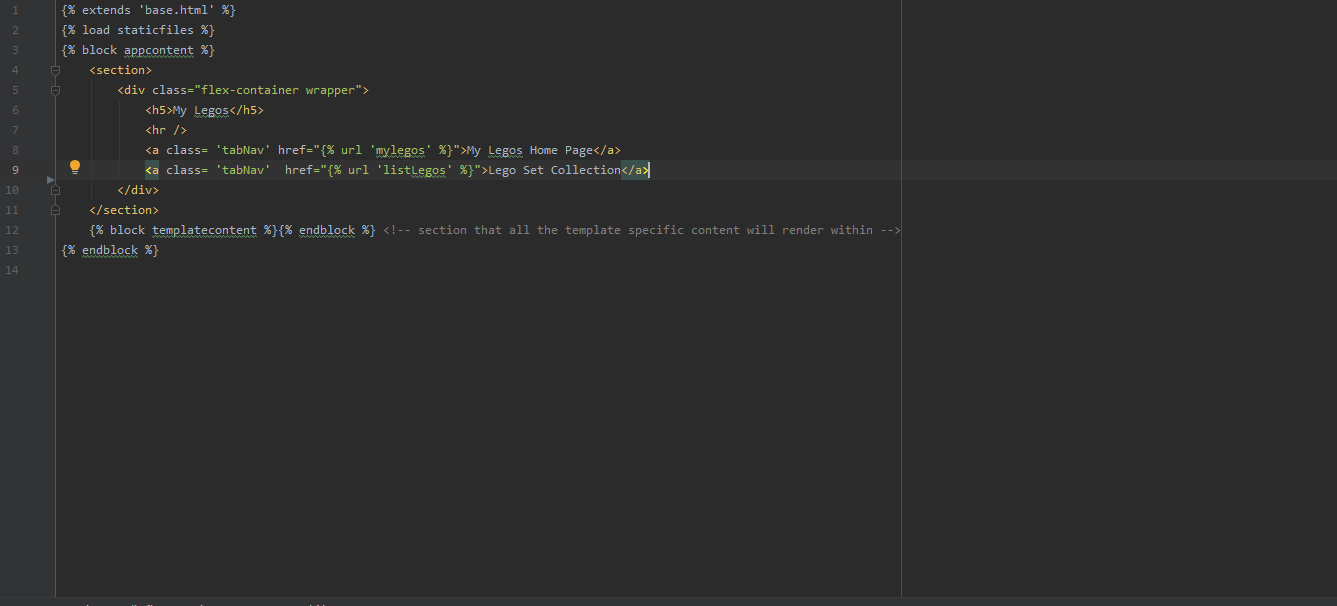 1 {% extends 'base.html' %}
2 {% load staticfiles %}
3 {% block appcontent %}
4 <section>
5 <div class="flex-container wrapper">
6 <h5>My Legos</h5>
7 <hr />
8 <a class= 'tabNav' href="{% url 'mylegos' %}">My Legos Home Page</a>
9 <a class= 'tabNav'  href="{% url 'listLegos' %}">Lego Set Collection</a>
10 </div>
11 </section>
12 {% block templatecontent %}{% endblock %} <!-- section that all the template specific content will render within -->
13 {% endblock %}
14